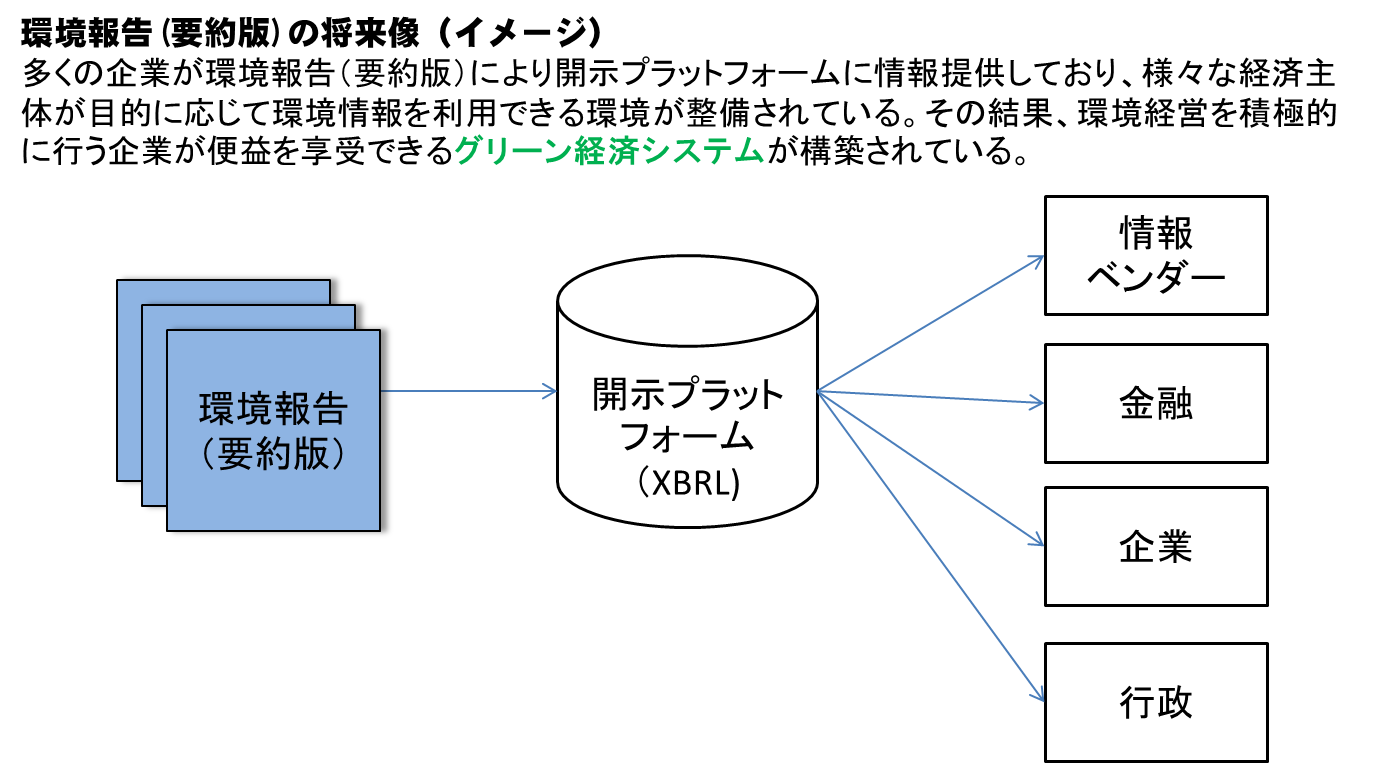 環境報告(要約版)の将来像（イメージ）
多くの企業が環境報告（要約版）により開示プラットフォームに情報提供しており、様々な経済主
体が目的に応じて環境情報を利用できる環境が整備されている。その結果、環境経営を積極的
に行う企業が便益を享受できるグリーン経済システムが構築されている。
環境報告
（要約版）
開示プラット
フォーム
（XBRL)
情報
ベンダー
金融
企業
行政